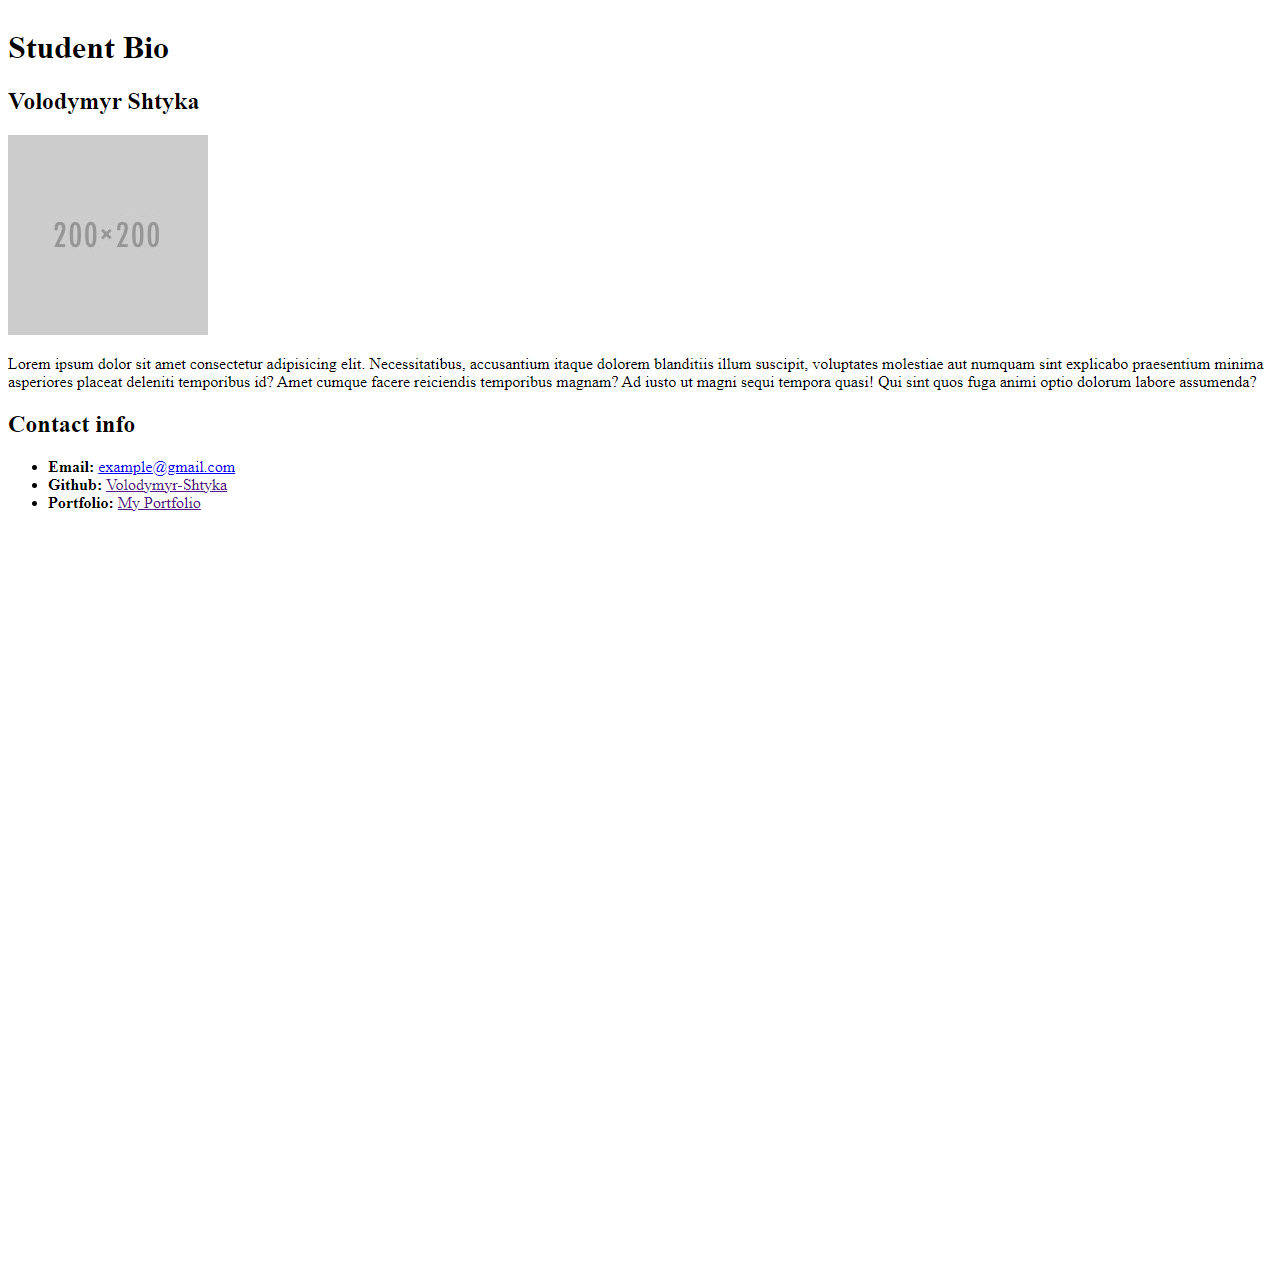 Student Bio
Volodymyr Shtyka
200×200
Lorem ipsum dolor sit amet consectetur adipisicing elit. Necessitatibus, accusantium itaque dolorem blanditiis illum suscipit, voluptates molestiae aut numquam sint explicabo praesentium minima
asperiores placeat deleniti temporibus id? Amet cumque facere reiciendis temporibus magnam? Ad iusto ut magni sequi tempora quasi! Qui sint quos fuga animi optio dolorum labore assumenda?
Contact info
• Email: example@gmail.com
• Github: Volodymyr-Shtyka
• Portfolio: My Portfolio